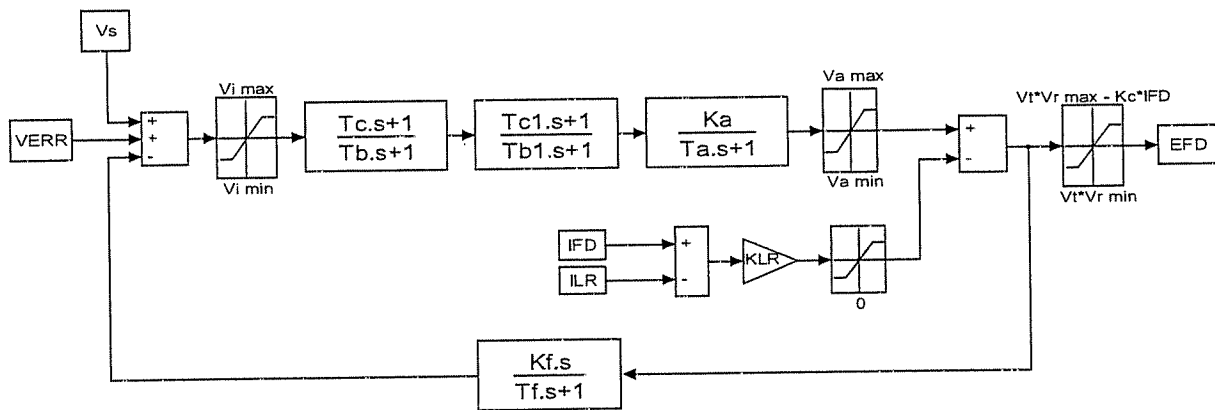 Vs
VERR
+
+
-
Vi max
Vi min
Tc.s+1
Tb.s+1
Tc1.s+1
Tb1.s+1
Ka
Ta.s+1
Va max
Va min
+
-
Vt*Vr max - Kc*IFD
Vt*Vr min
EFD
IFD
ILR
+
-
KLR
0
Kf.s
Tf.s+1